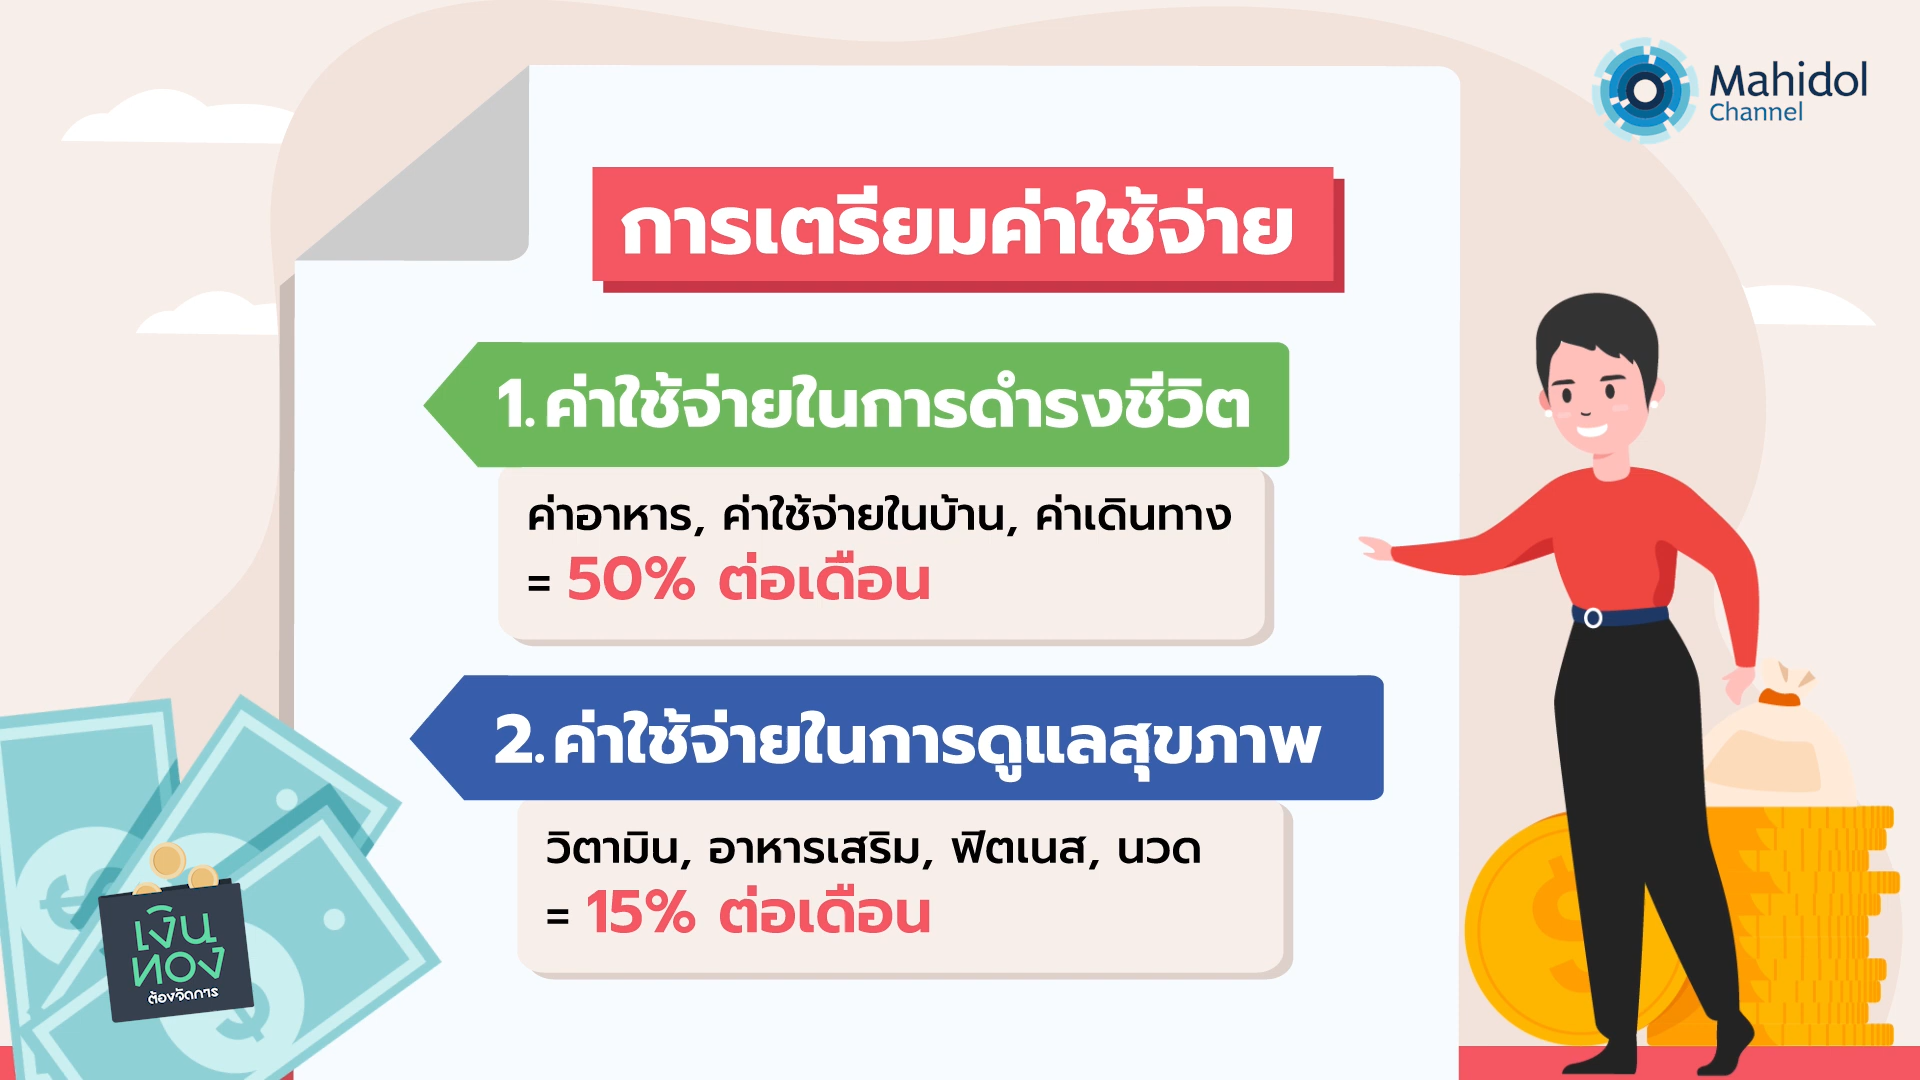 Mahidol
Channel
การเตรียมค่าใช้จ่าย
1. ค่าใช้จ่ายในการดำรงชีวิต
ค่าอาหาร, ค่าใช้จ่ายในบ้าน, ค่าเดินทาง
= 50% ต่อเดือน
2. ค่าใช้จ่ายในการดูแลสุขภาพ
วิตามิน, อาหารเสริม, ฟิตเนส, นวด
= 15% ต่อเดือน
เงิน
ทอง
ต้องจัดการ